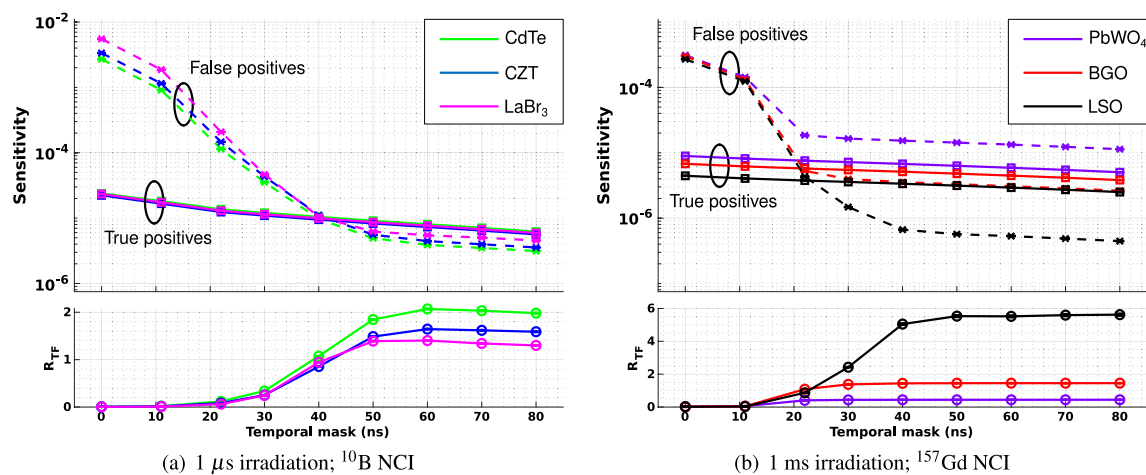 10-2
10-4
10-6
Sensitivity
False positives
True positives
CdTe
CZT
LaBr3
2
1
0
RTF
0 10 20 30 40 50 60 70 80
Temporal mask (ns)
(a) 1 μs irradiation; 10B NCI
10-4
10-6
Sensitivity
False positives
True positives
PbWO4
BGO
LSO
6
4
2
0
RTF
0 10 20 30 40 50 60 70 80
Temporal mask (ns)
(b) 1 ms irradiation; 157Gd NCI